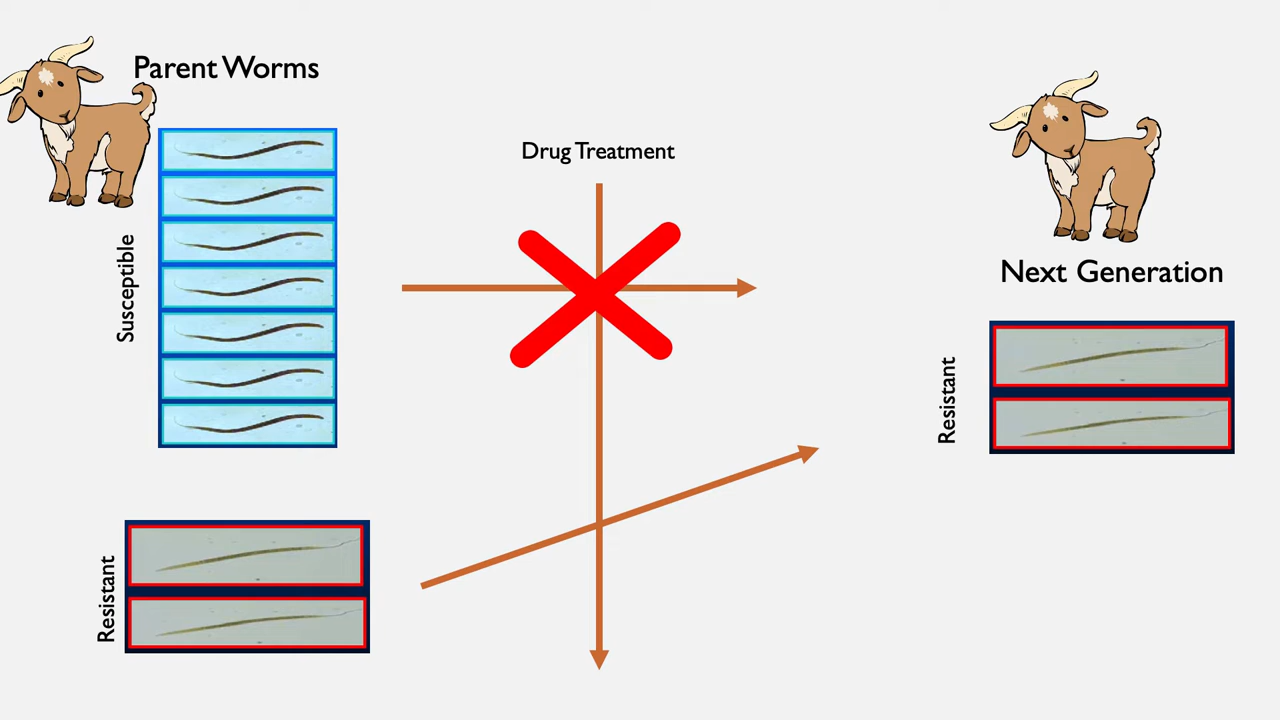 Parent Worms
Drug Treatment
Susceptible
Next Generation
Resistant
Resistant